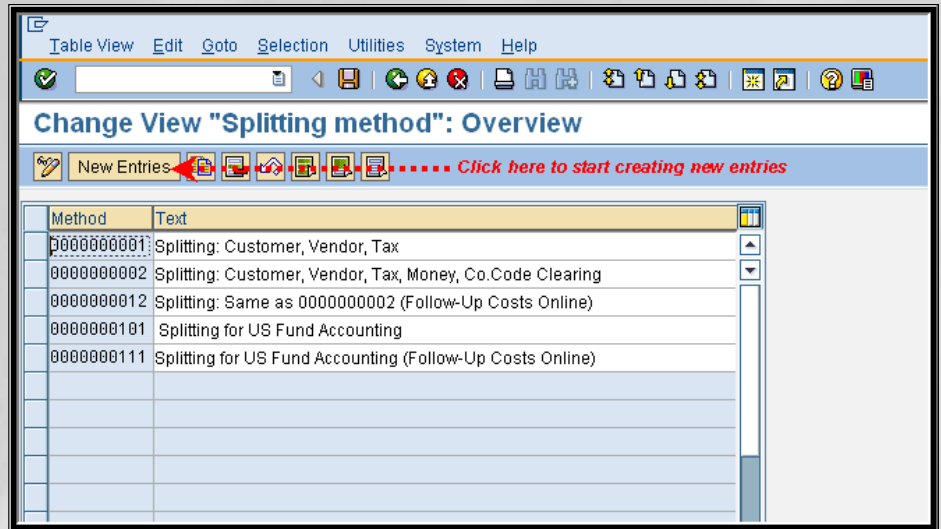 Table View Edit Goto Selection Utilities System Help
Change View "Splitting method": Overview
New Entries Click here to start creating new entries
Method Text
0000000001 Splitting: Customer, Vendor, Tax
0000000002 Splitting: Customer, Vendor, Tax, Money, Co.Code Clearing
0000000012 Splitting: Same as 0000000002 (Follow-Up Costs Online)
0000000101 Splitting for US Fund Accounting
0000000111 Splitting for US Fund Accounting (Follow-Up Costs Online)